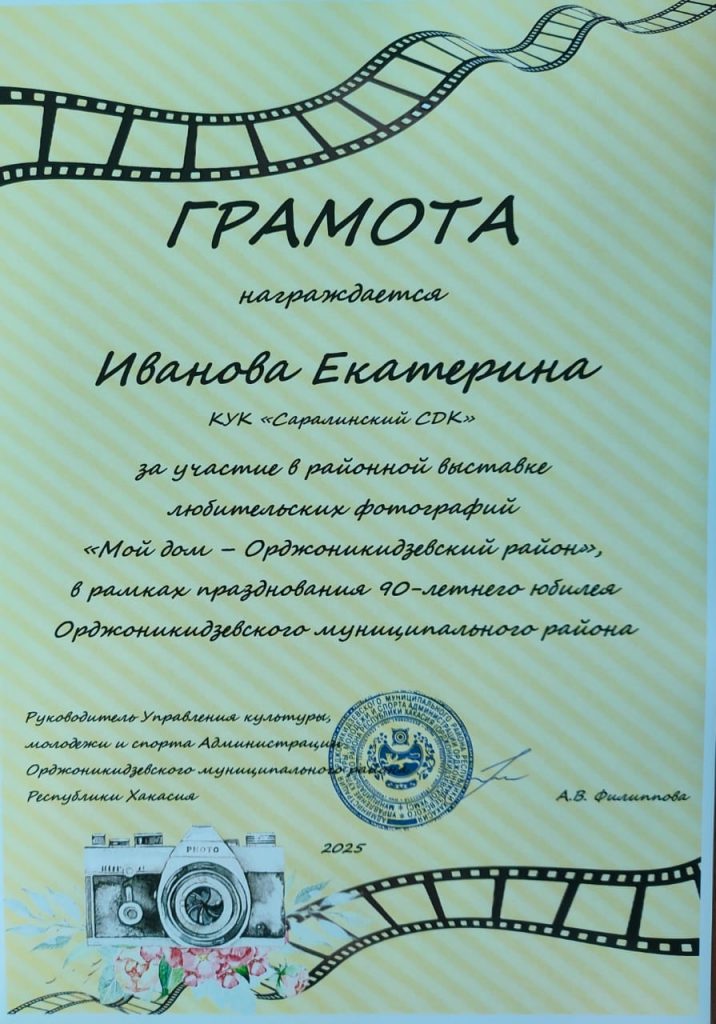 ГРАМОТА
награждается
Иванова Екатерина
КУК «Саралинский СДК»
за участие в районной выставке
любительских фотографий
«Мой дом – Орджоникидзевский район»,
в рамках празднования 90-летнего юбилея
Орджоникидзевского муниципального района
Руководитель Управления культуры,
молодежи и спорта Администрации
Орджоникидзевского муниципального района
Республики Хакасия
А.В. Филиппова
2025
PHOTO